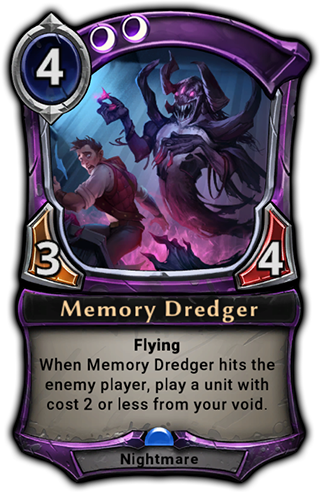 4
3
4
Memory Dredger
Flying
When Memory Dredger hits the
enemy player, play a unit with
cost 2 or less from your void.
Nightmare